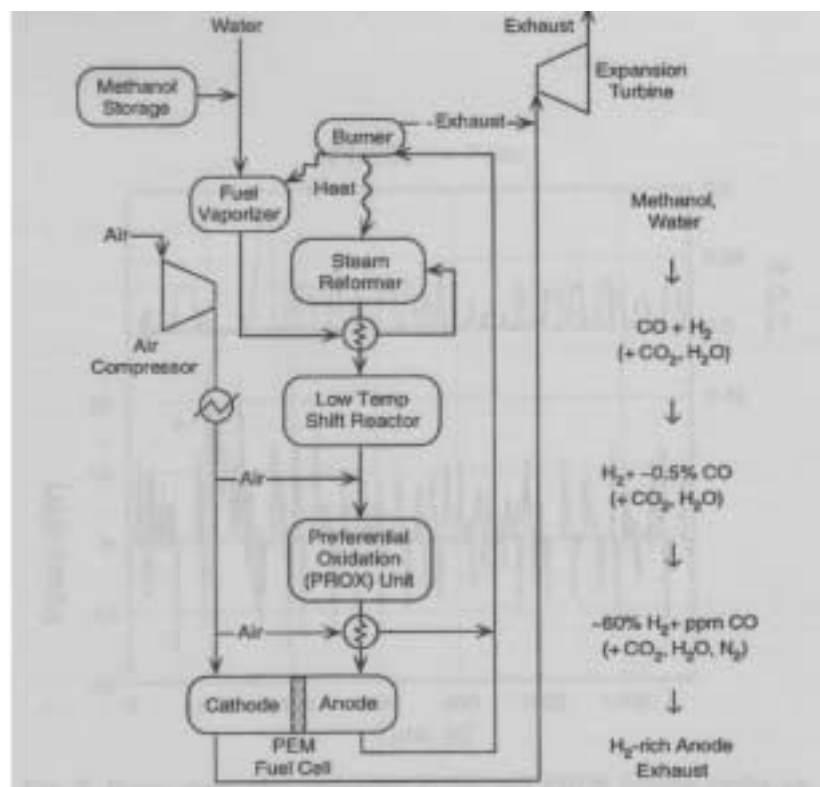 Water
Exhaust
Methanol
Storage
Expansion
Turbine
Burner
-Exhaust
Heat
Fuel
Vaporizer
Methanol,
Water
Air
Steam
Reformer
CO + H₂
(+ CO₂, H₂O)
Air
Compressor
Low Temp
Shift Reactor
H₂+ ~0.5% CO
(+ CO₂, H₂O)
Air
Preferential
Oxidation
(PROX) Unit
~60% H₂+ ppm CO
(+ CO₂, H₂O, N₂)
Air
Cathode
Anode
PEM
Fuel Cell
H₂-rich Anode
Exhaust